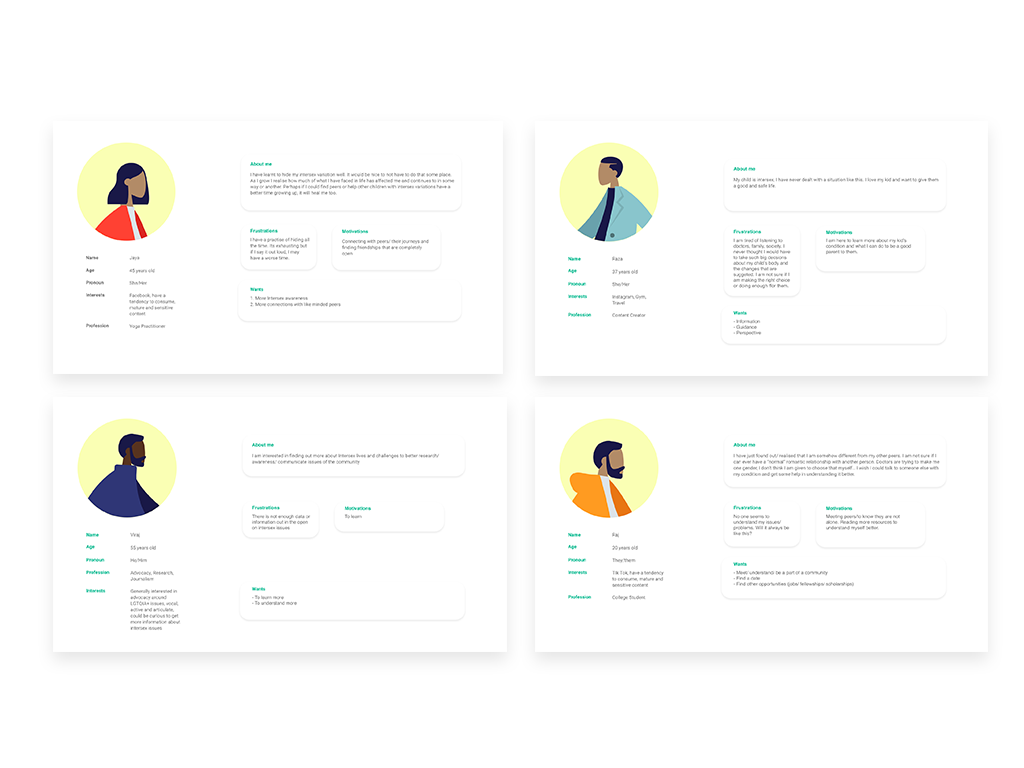 About me
I have learnt to hide my intersex variation well. It would be nice to not have to do that some place.
As I grow I realise how much of what I have faced in life has affected me and continues to in some
way or another. Perhaps if I could find peers or help other children with intersex variations have a
better time growing up, it will heal me too.
Frustrations
I have a practice of hiding all
the time. Its exhausting but
if I say it out loud, I may
have a worse time.
Motivations
Connecting with peers/ their journeys and
finding friendships that are completely
open
Wants
1. More Intersex awareness
2. More connections with like minded peers
Name Jaya
Age 45 years old
Pronoun She/Her
Interests Facebook, have a
tendency to consume,
mature and sensitive
content
Profession Yoga Practitioner
About me
My child is intersex. I have never dealt with a situation like this. I love my kid and want to give them
a good and safe life.
Frustrations
I am tired of listening to
doctors, family, society. I
never thought I would have
to take such big decisions
about my child's body and
the changes that are
suggested. I am not sure if I
am making the right choice
or doing enough for them.
Motivations
I am here to learn more about my kid's
condition and what I can do to be a good
parent to them.
Wants
- Information
- Guidance
- Perspective
Name Raza
Age 37 years old
Pronoun She/Her
Interests Instagram, Gym,
Travel
Profession Content Creator
About me
I am interested in finding out more about Intersex lives and challenges to better research/
awareness/ communicate issues of the community
Frustrations
There is not enough data or
information out in the open
on intersex issues
Motivations
To learn
Wants
- To learn more
- To understand more
Name Viraj
Age 55 years old
Pronoun He/Him
Profession Advocacy, Research,
Journalism
Interests Generally interested in
advocacy around
LGTQIA+ issues, vocal,
active and articulate,
could be curious to get
more information about
intersex issues
About me
I have just found out/ realised that I am somehow different from my other peers. I am not sure if I
can ever have a "normal" romantic relationship with another person. Doctors are trying to make me
one gender, I don't think I am given to choose that myself . I wish I could talk to someone else with
my condition and get some help in understanding it better.
Frustrations
No one seems to
understand my issues/
problems. Will it always be
like this?
Motivations
Meeting peers/to know they are not
alone. Reading more resources to
understand myself better.
Wants
- Meet/ understand/ be a part of a community
- Find a date
- Find other opportunities (jobs/ fellowships/ scholarships)
Name Raj
Age 20 years old
Pronoun They/them
Interests Tik Tok, have a tendency
to consume, mature and
sensitive content
Profession College Student